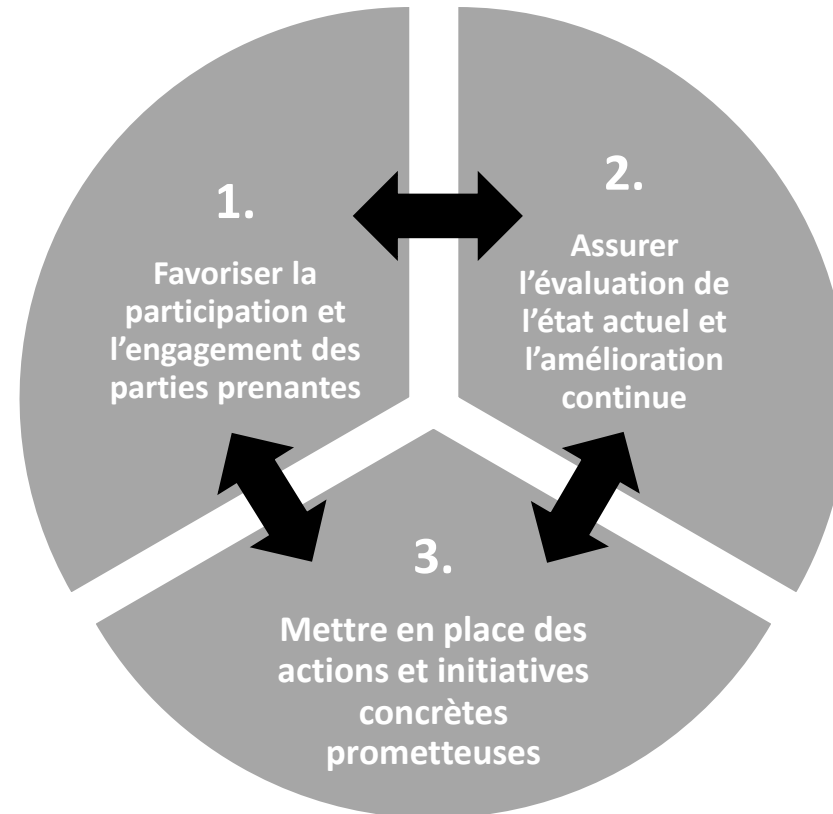 1.
Favoriser la
participation et
l’engagement des
parties prenantes
2.
Assurer
l’évaluation de
l’état actuel et
l’amélioration
continue
3.
Mettre en place des
actions et initiatives
concrètes
prometteuses